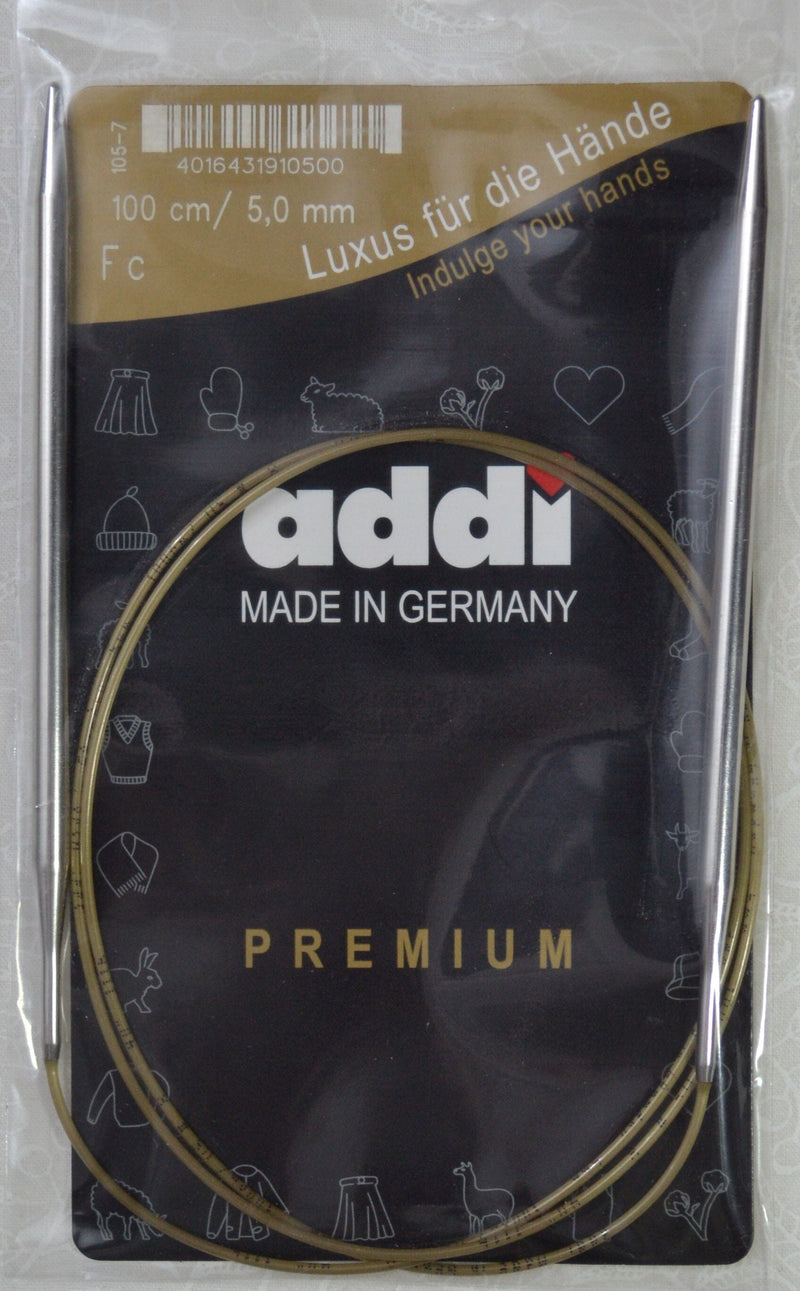 105-7
4016431910500
100 cm/ 5,0 mm
Fc
Luxus für die Hände
Indulge your hands
addi
MADE IN GERMANY
PREMIUM